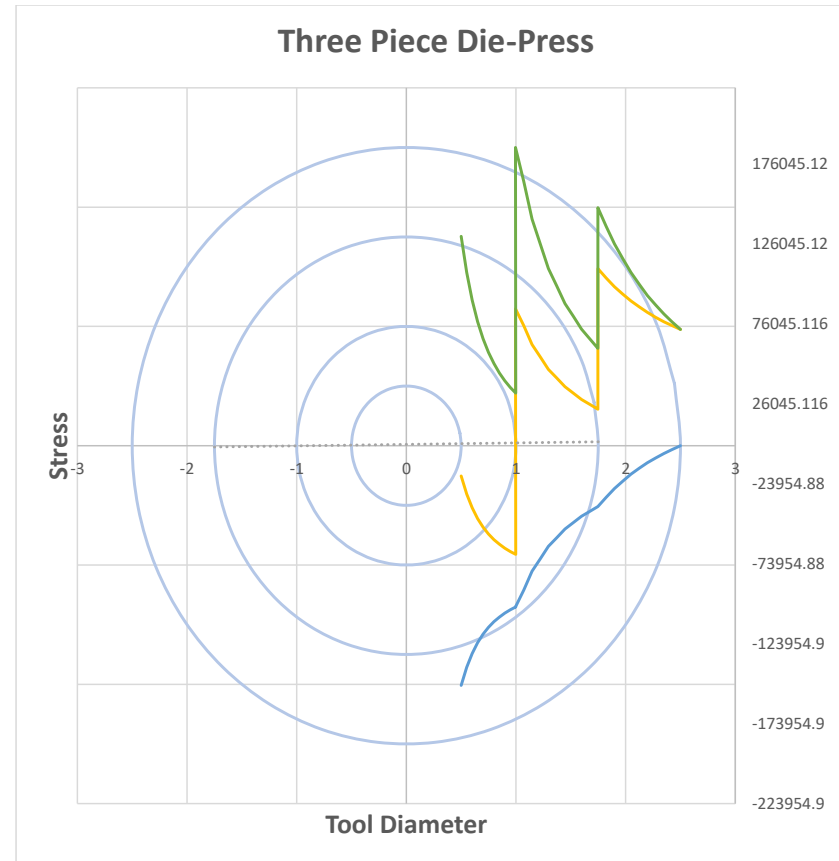 Three Piece Die-Press
176045.12
126045.12
76045.116
26045.116
Stress
-3 -2 -1 0 1 2 3
-23954.88
-73954.88
-123954.9
-173954.9
-223954.9
Tool Diameter